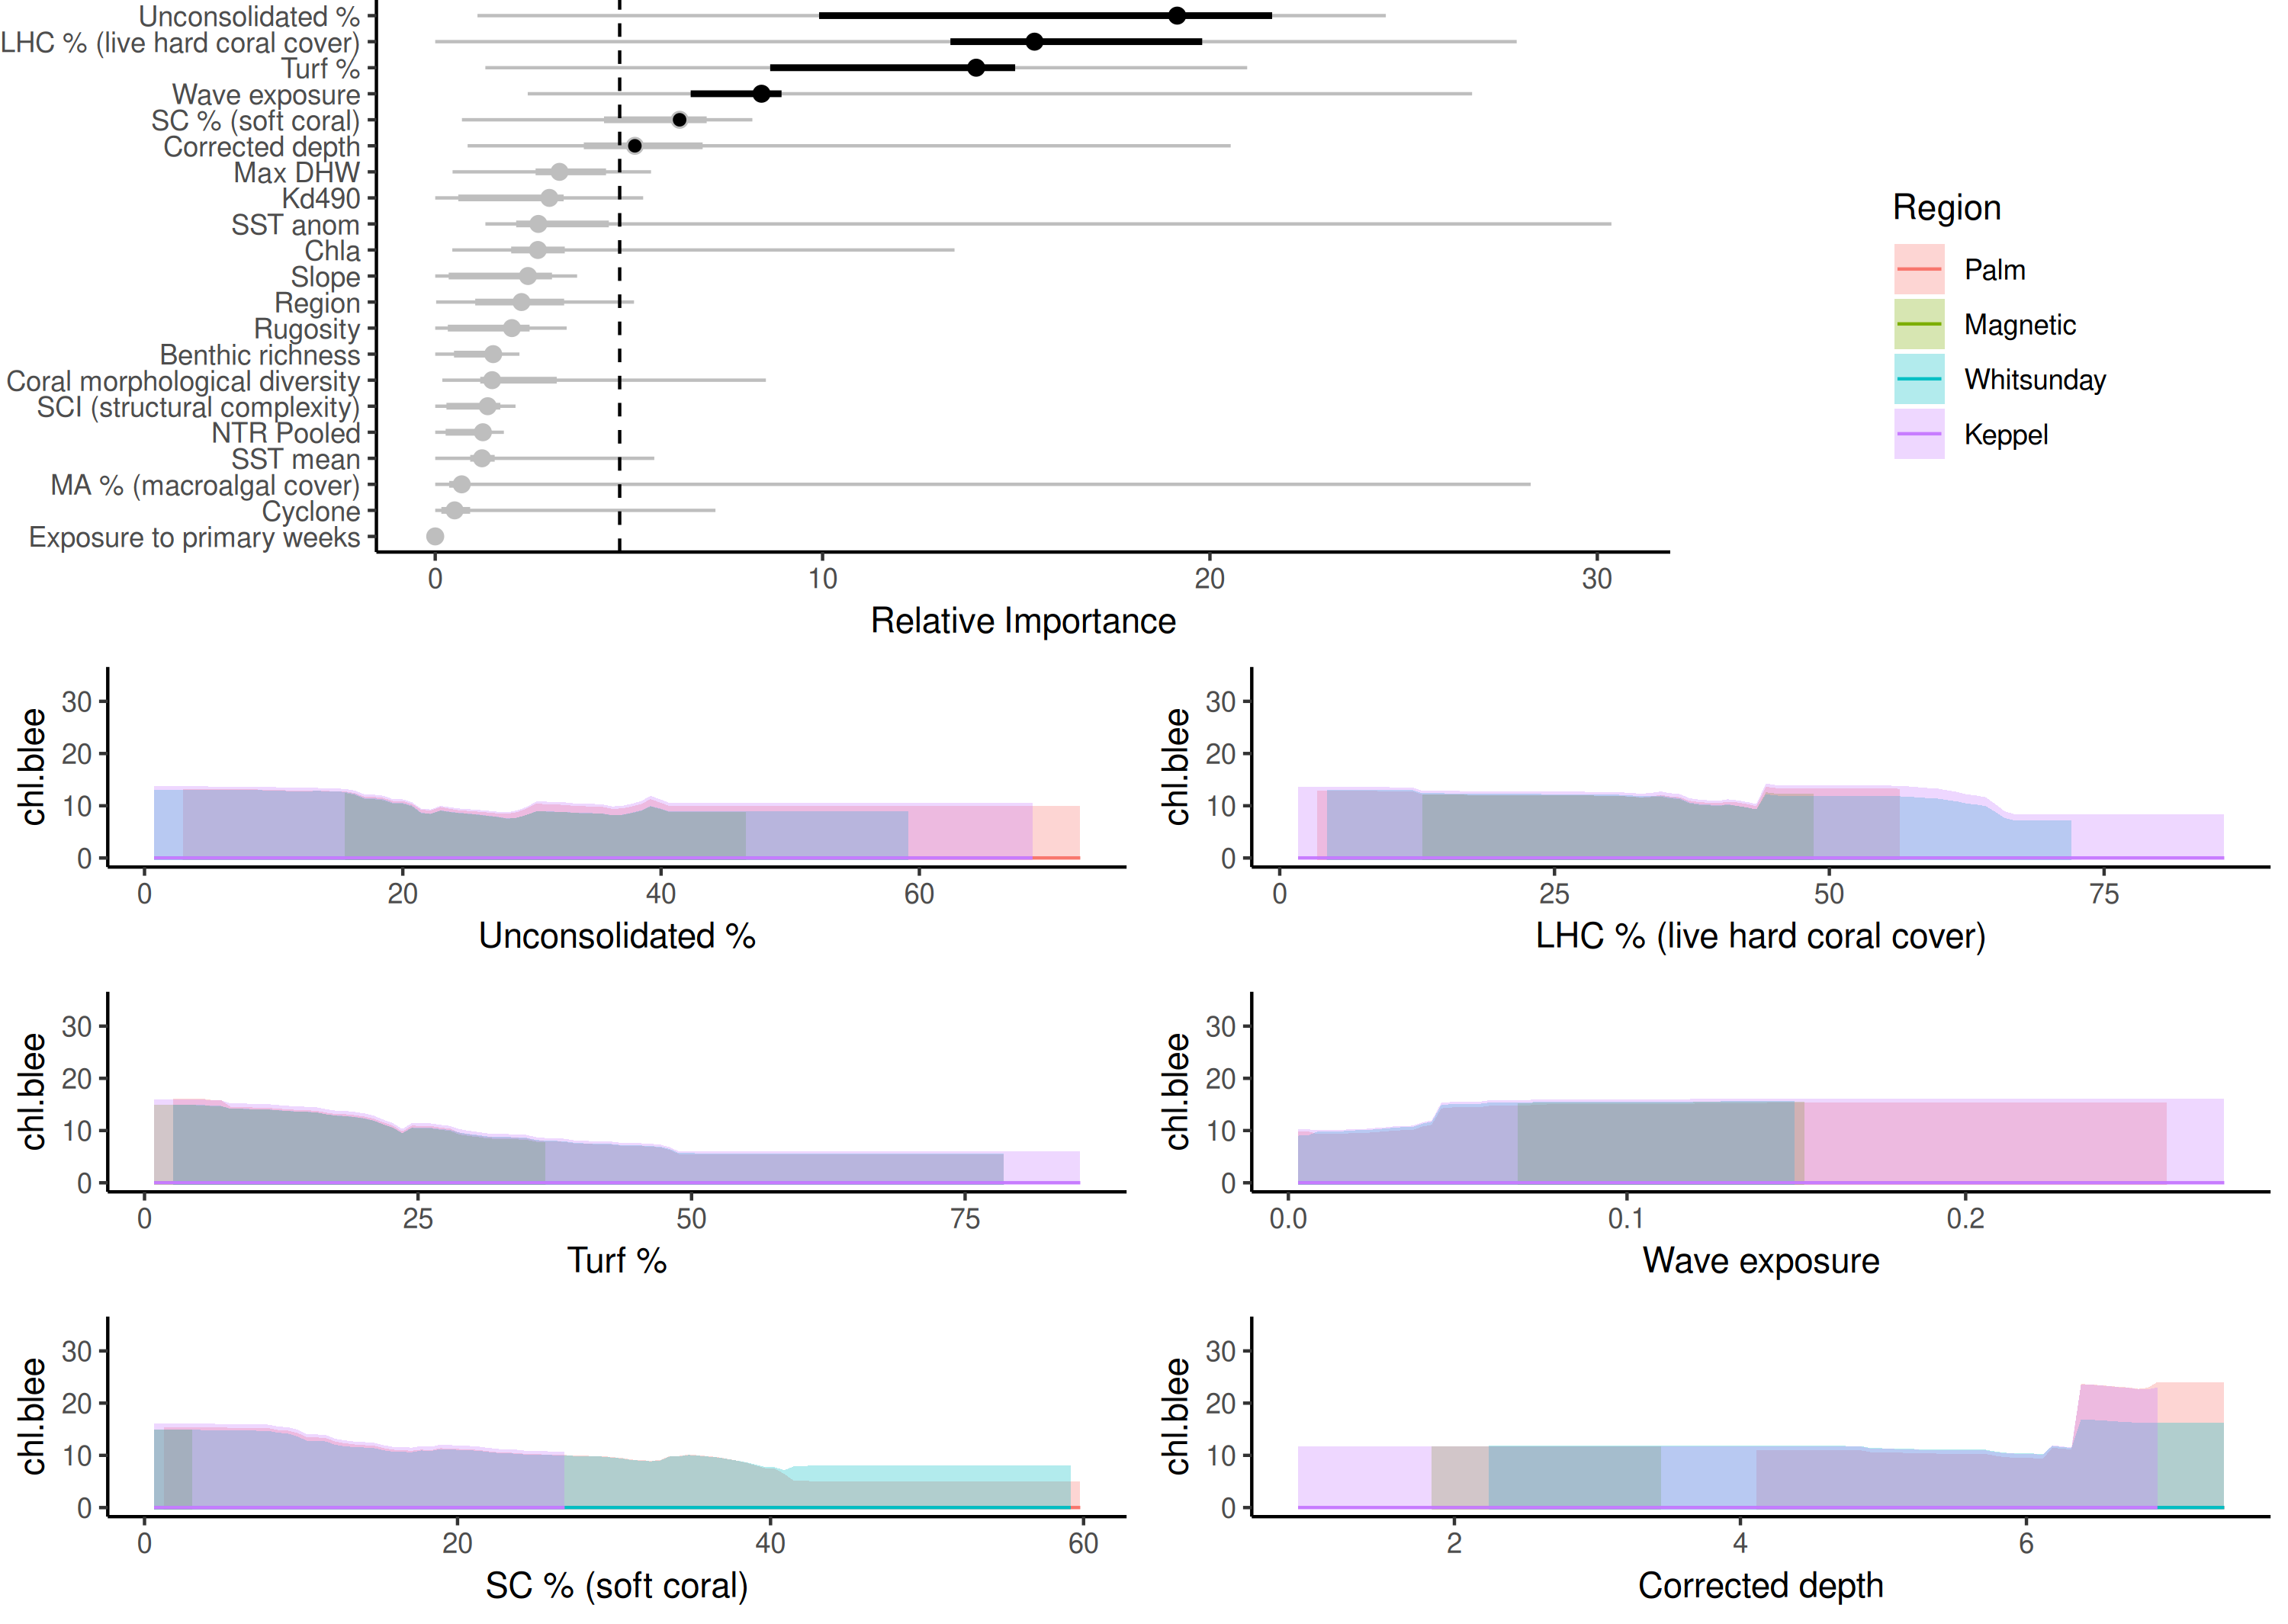 Unconsolidated %
LHC % (live hard coral cover)
Turf %
Wave exposure
SC % (soft coral)
Corrected depth
Max DHW
Kd490
SST anom
Chla
Slope
Region
Rugosity
Benthic richness
Coral morphological diversity
SCI (structural complexity)
NTR Pooled
SST mean
MA % (macroalgal cover)
Cyclone
Exposure to primary weeks
0 10 20 30
Relative Importance
Region
Palm
Magnetic
Whitsunday
Keppel
chl.blee
30
20
10
0
0 20 40 60
Unconsolidated %
chl.blee
30
20
10
0
0 25 50 75
LHC % (live hard coral cover)
chl.blee
30
20
10
0
0 25 50 75
Turf %
chl.blee
30
20
10
0
0.0 0.1 0.2
Wave exposure
chl.blee
30
20
10
0
0 20 40 60
SC % (soft coral)
chl.blee
30
20
10
0
2 4 6
Corrected depth